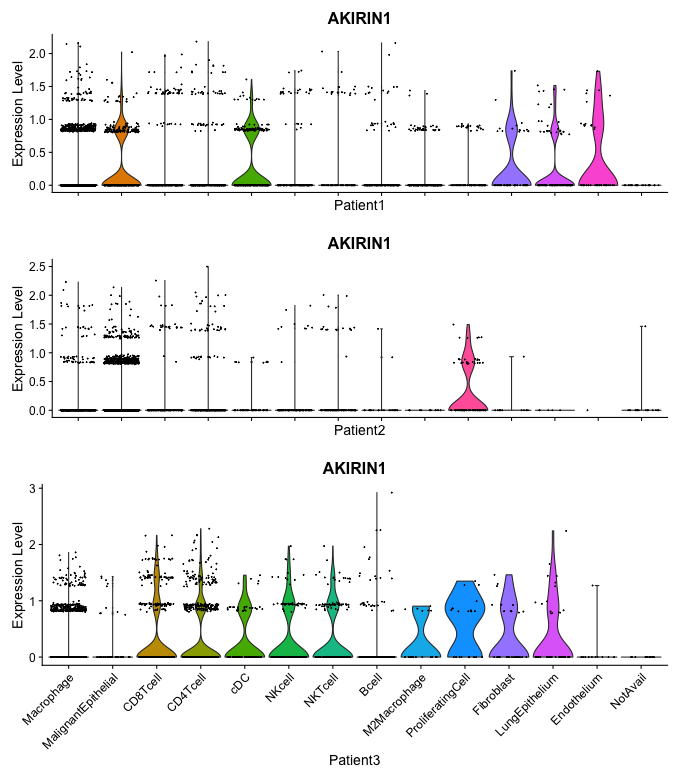 AKIRIN1
Expression Level
2.0
1.5
1.0
0.5
0.0
Patient1
AKIRIN1
Expression Level
2.5
2.0
1.5
1.0
0.5
0.0
Patient2
AKIRIN1
Expression Level
3
2
1
0
Macrophage
MalignantEpithelial
CD8Tcell
CD4Tcell
cDC
NKcell
NKTcell
Bcell
M2Macrophage
ProliferatingCell
Fibroblast
LungEpithelium
Endothelium
NotAvail
Patient3